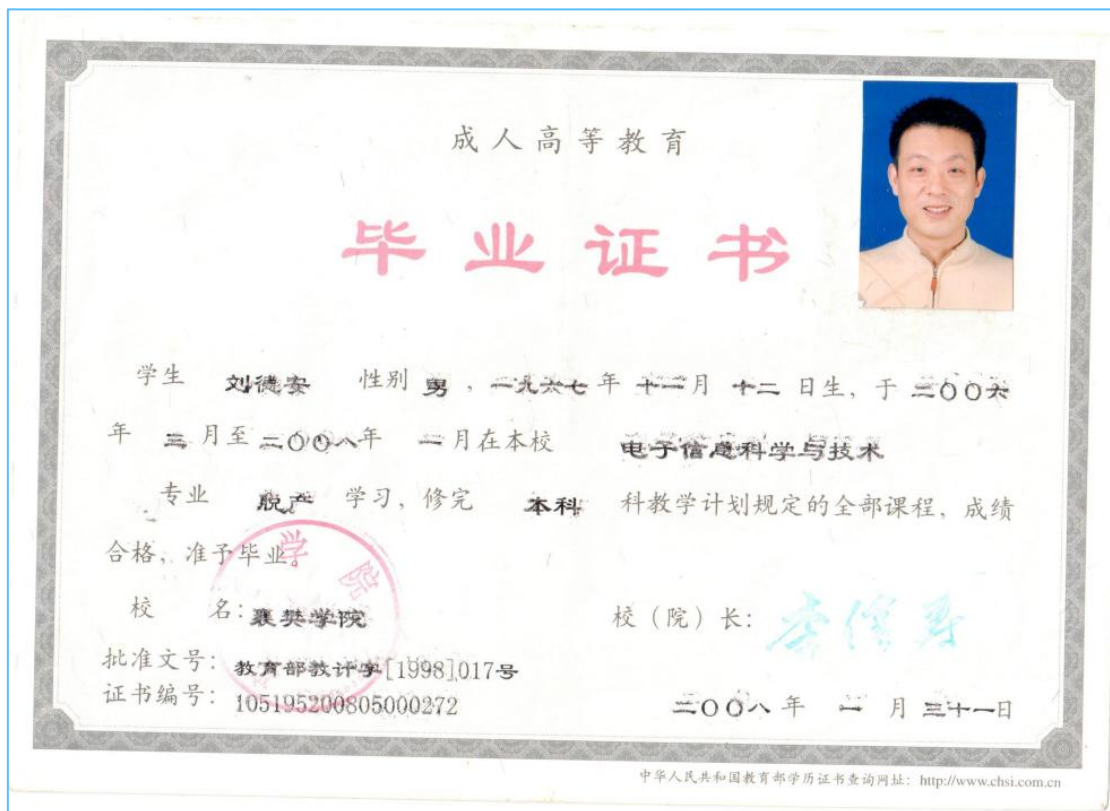 成人高等教育
毕业证书
学生 刘德安 性别 男，一九六七年 十一月 十二 日生，于 二〇〇六
年 三 月至 二〇〇八年 一月在本校 电子信息科学与技术
专业 脱产 学习，修完 本科 科教学计划规定的全部课程，成绩
合格，准予毕业。
学院
校 名：襄樊学院 校（院）长：
批准文号：教育部教计字[1998]017号
证书编号：105195200805000272
二〇〇八年 一 月 三十一日
中华人民共和国教育部学历证书查询网址：http://www.chsi.com.cn